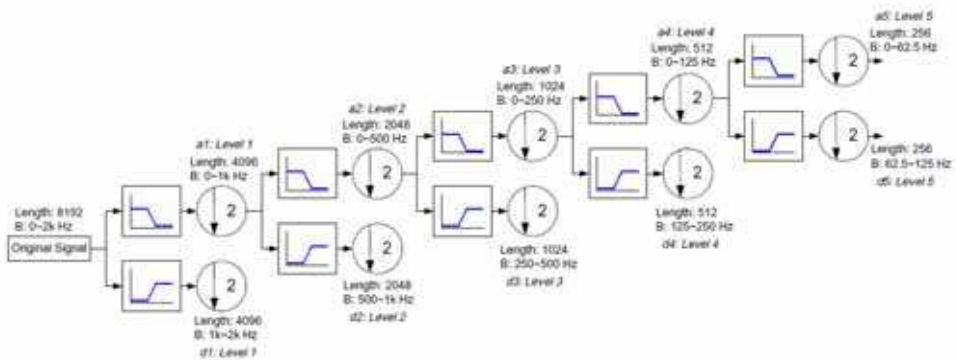 Length: 8192
B: 0~2k Hz
Original Signal
a1: Level 1
Length: 4096
B: 0~1k Hz
2
2
Length: 4096
B: 1k~2k Hz
d1: Level 1
a2: Level 2
Length: 2048
B: 0~500 Hz
2
2
Length: 2048
B: 500~1k Hz
d2: Level 2
a3: Level 3
Length: 1024
B: 0~250 Hz
2
2
Length: 1024
B: 250~500 Hz
d3: Level 3
a4: Level 4
Length: 512
B: 0~125 Hz
2
2
Length: 512
B: 125~250 Hz
d4: Level 4
a5: Level 5
Length: 256
B: 0~62.5 Hz
2
2
Length: 256
B: 62.5~125 Hz
d5: Level 5